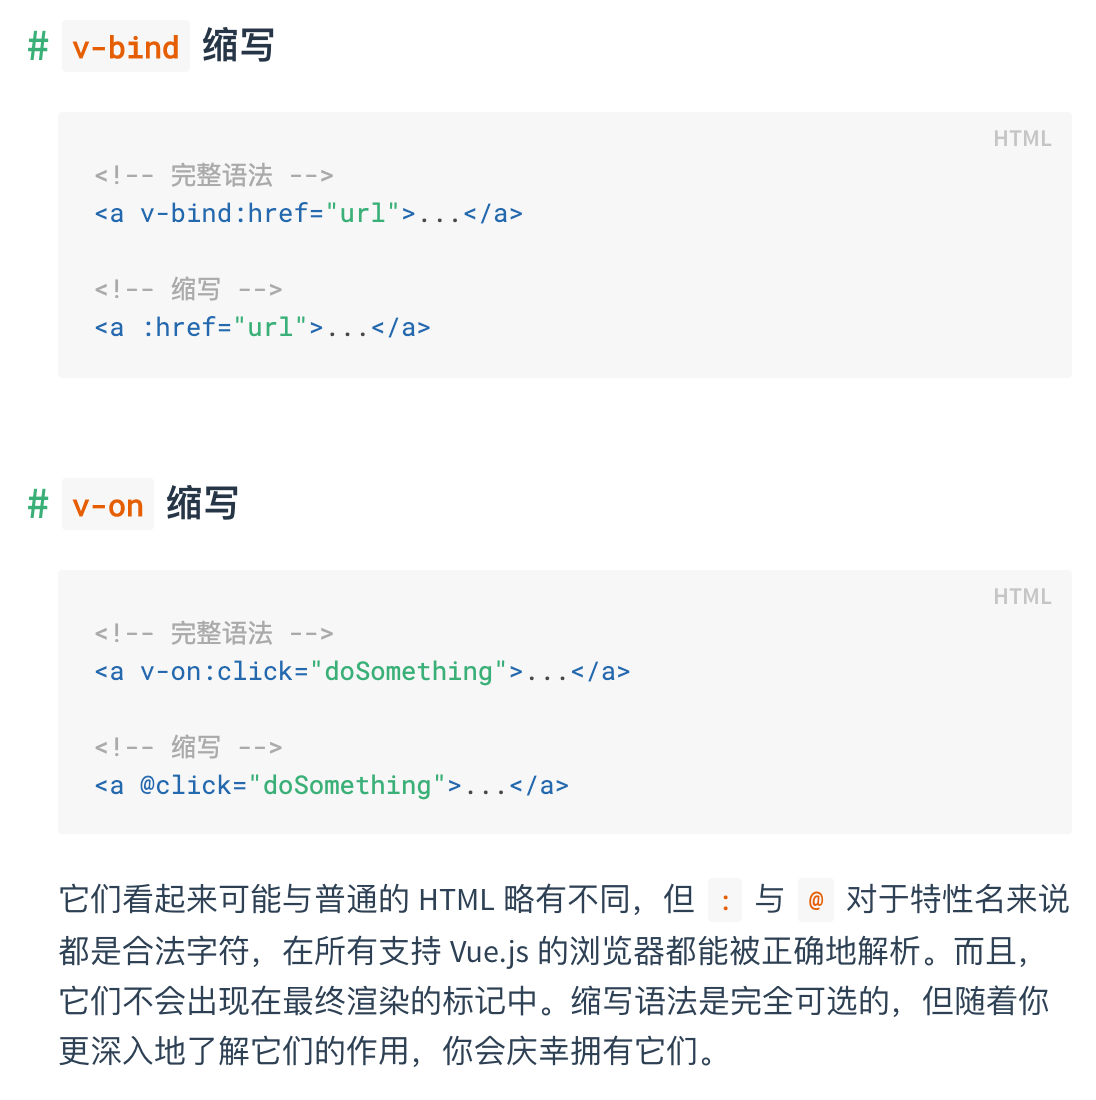 # v-bind 缩写
HTML
<!-- 完整语法 -->
<a v-bind:href="url">...</a>
<!-- 缩写 -->
<a :href="url">...</a>
# v-on 缩写
HTML
<!-- 完整语法 -->
<a v-on:click="doSomething">...</a>
<!-- 缩写 -->
<a @click="doSomething">...</a>
它们看起来可能与普通的 HTML 略有不同，但 : 与 @ 对于特性名来说
都是合法字符，在所有支持 Vue.js 的浏览器都能被正确地解析。而且，
它们不会出现在最终渲染的标记中。缩写语法是完全可选的，但随着你
更深入地了解它们的作用，你会庆幸拥有它们。